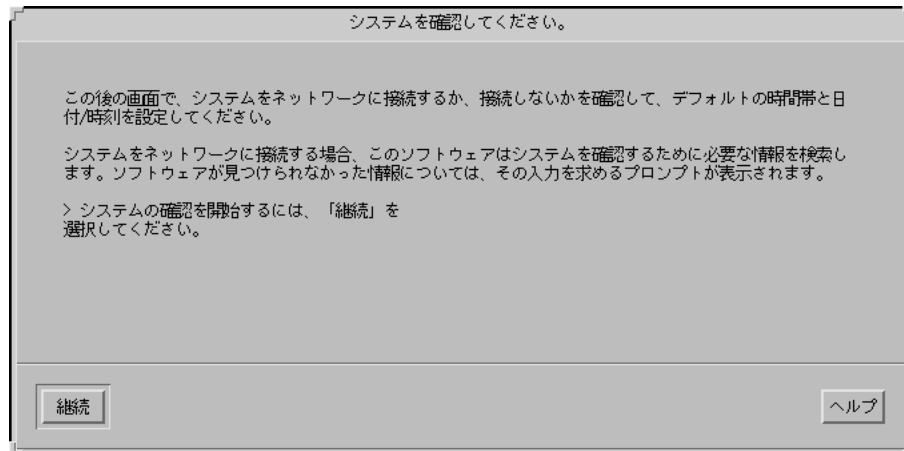 システムを確認してください。
この後の画面で、システムをネットワークに接続するか、接続しないかを確認して、デフォルトの時間帯と日
付/時刻を設定してください。
システムをネットワークに接続する場合、このソフトウェアはシステムを確認するために必要な情報を検索し
ます。ソフトウェアが見つけられなかった情報については、その入力を求めるプロンプトが表示されます。
> システムの確認を開始するには、「継続」を
選択してください。
継続
ヘルプ